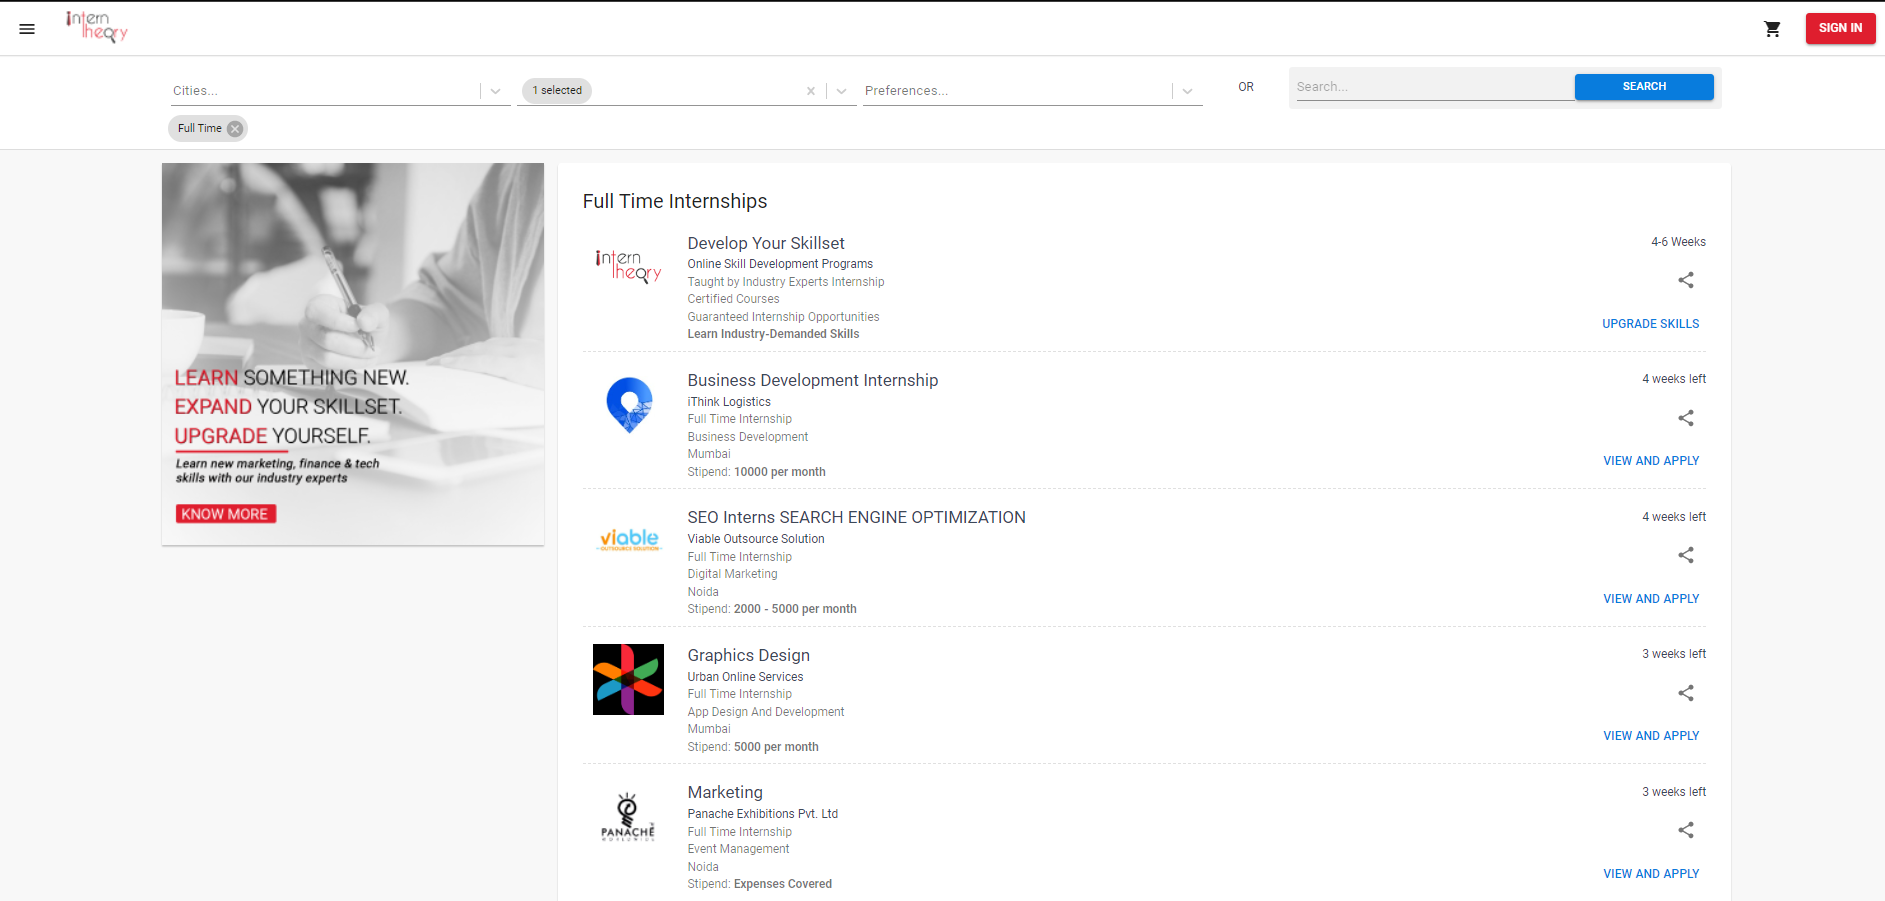 intern
theory
SIGN IN
Cities...
1 selected
Preferences...
OR
Search...
SEARCH
Full Time
LEARN SOMETHING NEW.
EXPAND YOUR SKILLSET.
UPGRADE YOURSELF.
Learn new marketing, finance & tech
skills with our industry experts
KNOW MORE
Full Time Internships
intern
theory
Develop Your Skillset
4-6 Weeks
Online Skill Development Programs
Taught by Industry Experts Internship
Certified Courses
Guaranteed Internship Opportunities
Learn Industry-Demanded Skills
UPGRADE SKILLS
Business Development Internship
4 weeks left
iThink Logistics
Full Time Internship
Business Development
Mumbai
Stipend: 10000 per month
VIEW AND APPLY
viable
OUTSOURCE SOLUTION
SEO Interns SEARCH ENGINE OPTIMIZATION
4 weeks left
Viable Outsource Solution
Full Time Internship
Digital Marketing
Noida
Stipend: 2000 - 5000 per month
VIEW AND APPLY
Graphics Design
3 weeks left
Urban Online Services
Full Time Internship
App Design And Development
Mumbai
Stipend: 5000 per month
VIEW AND APPLY
PANACHE
WORLDWIDE
Marketing
3 weeks left
Panache Exhibitions Pvt. Ltd
Full Time Internship
Event Management
Noida
Stipend: Expenses Covered
VIEW AND APPLY